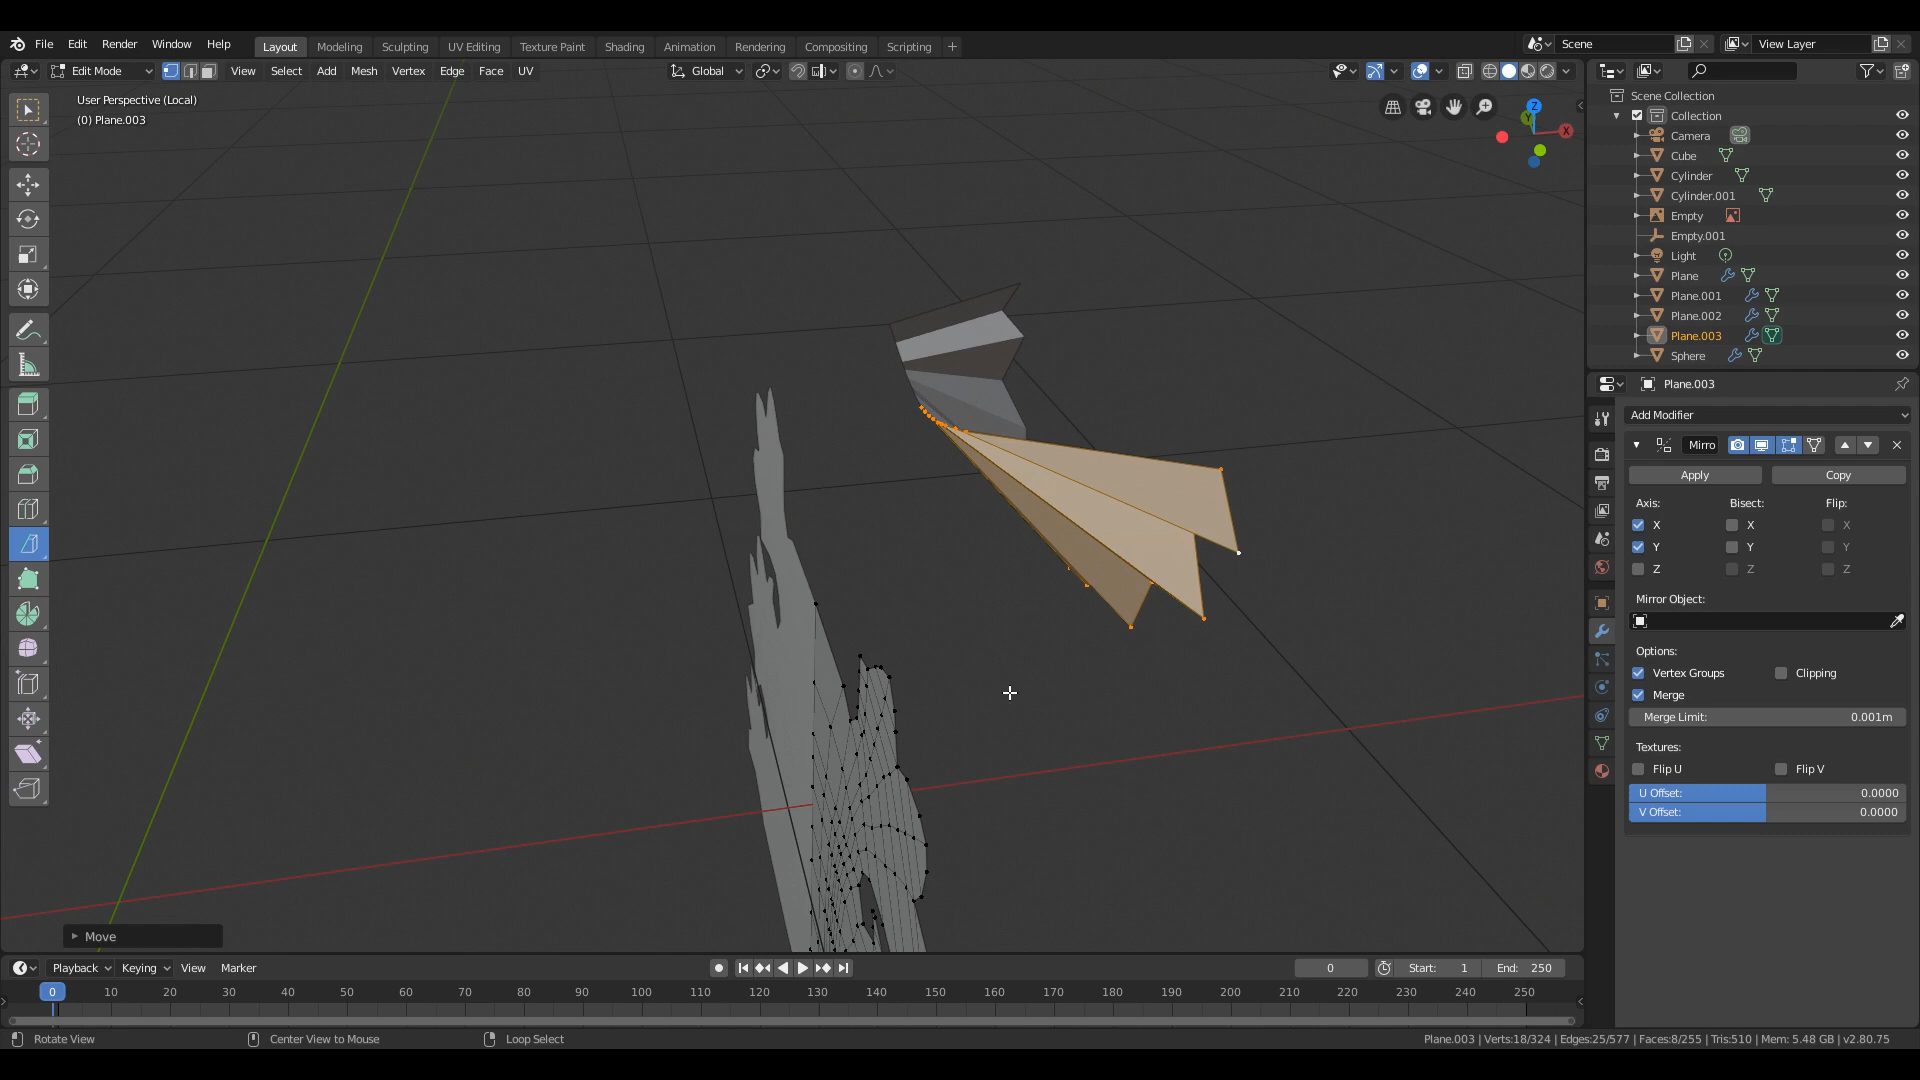 File Edit Render Window Help Layout Modeling Sculpting UV Editing Texture Paint Shading Animation Rendering Compositing Scripting + Scene View Layer
Edit Mode View Select Add Mesh Vertex Edge Face UV Global
User Perspective (Local)
(0) Plane.003
Z
Y
X
Move
Scene Collection
Collection
Camera
Cube
Cylinder
Cylinder.001
Empty
Empty.001
Light
Plane
Plane.001
Plane.002
Plane.003
Sphere
Plane.003
Add Modifier
Mirro
Apply Copy
Axis: Bisect: Flip:
X X X
Y Y Y
Z Z Z
Mirror Object:
Options:
Vertex Groups Clipping
Merge
Merge Limit: 0.001m
Textures:
Flip U Flip V
U Offset: 0.0000
V Offset: 0.0000
Playback Keying View Marker 0 Start: 1 End: 250
0 10 20 30 40 50 60 70 80 90 100 110 120 130 140 150 160 170 180 190 200 210 220 230 240 250
Rotate View Center View to Mouse Loop Select Plane.003 | Verts:18/324 | Edges:25/577 | Faces:8/255 | Tris:510 | Mem: 5.48 GB | v2.80.75